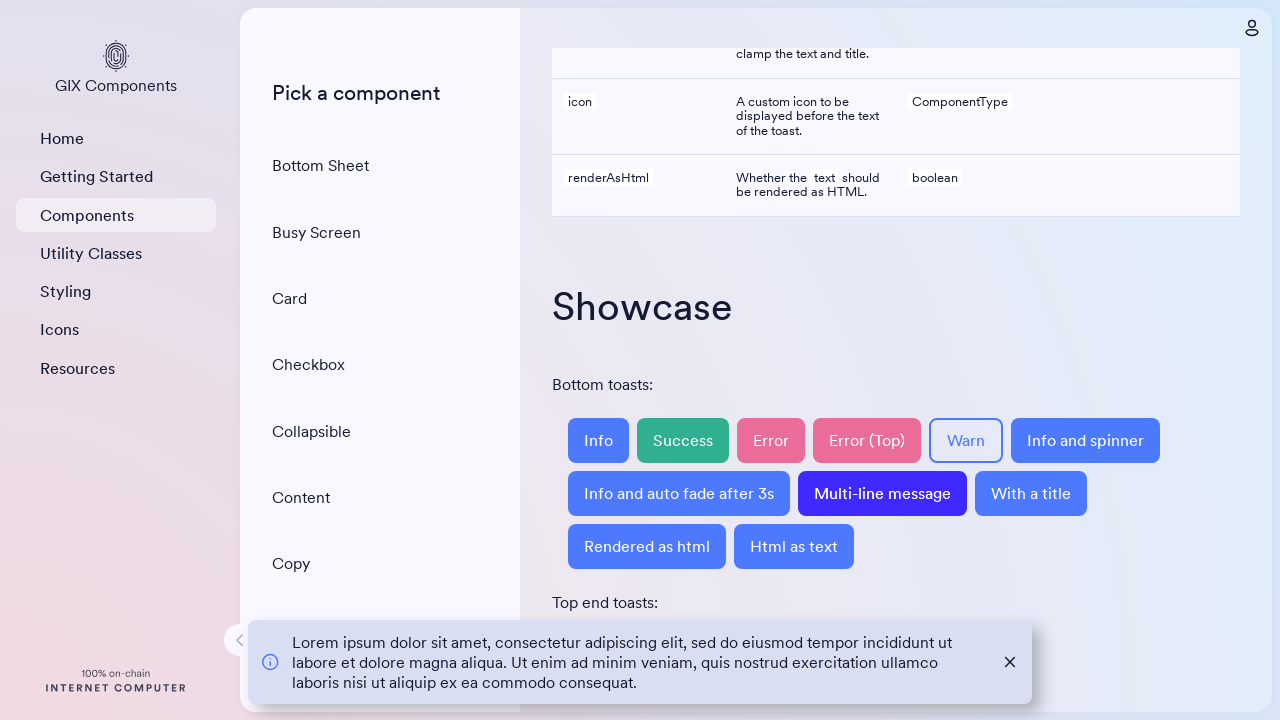 GIX Components
Home
Getting Started
Components
Utility Classes
Styling
Icons
Resources
100% on-chain
INTERNET COMPUTER
Pick a component
Bottom Sheet
Busy Screen
Card
Checkbox
Collapsible
Content
Copy
clamp the text and title.
icon
A custom icon to be
displayed before the text
of the toast.
ComponentType
renderAsHtml
Whether the text should
be rendered as HTML.
boolean
Showcase
Bottom toasts:
Info
Success
Error
Error (Top)
Warn
Info and spinner
Info and auto fade after 3s
Multi-line message
With a title
Rendered as html
Html as text
Top end toasts:
Lorem ipsum dolor sit amet, consectetur adipiscing elit, sed do eiusmod tempor incididunt ut
labore et dolore magna aliqua. Ut enim ad minim veniam, quis nostrud exercitation ullamco
laboris nisi ut aliquip ex ea commodo consequat.